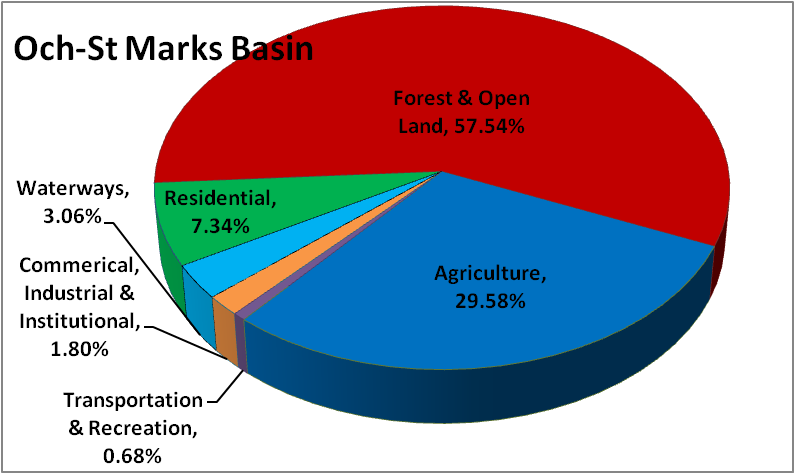 Och-St Marks Basin
Forest & Open
Land, 57.54%
Waterways,
3.06%
Residential,
7.34%
Commerical,
Industrial &
Institutional,
1.80%
Agriculture,
29.58%
Transportation
& Recreation,
0.68%